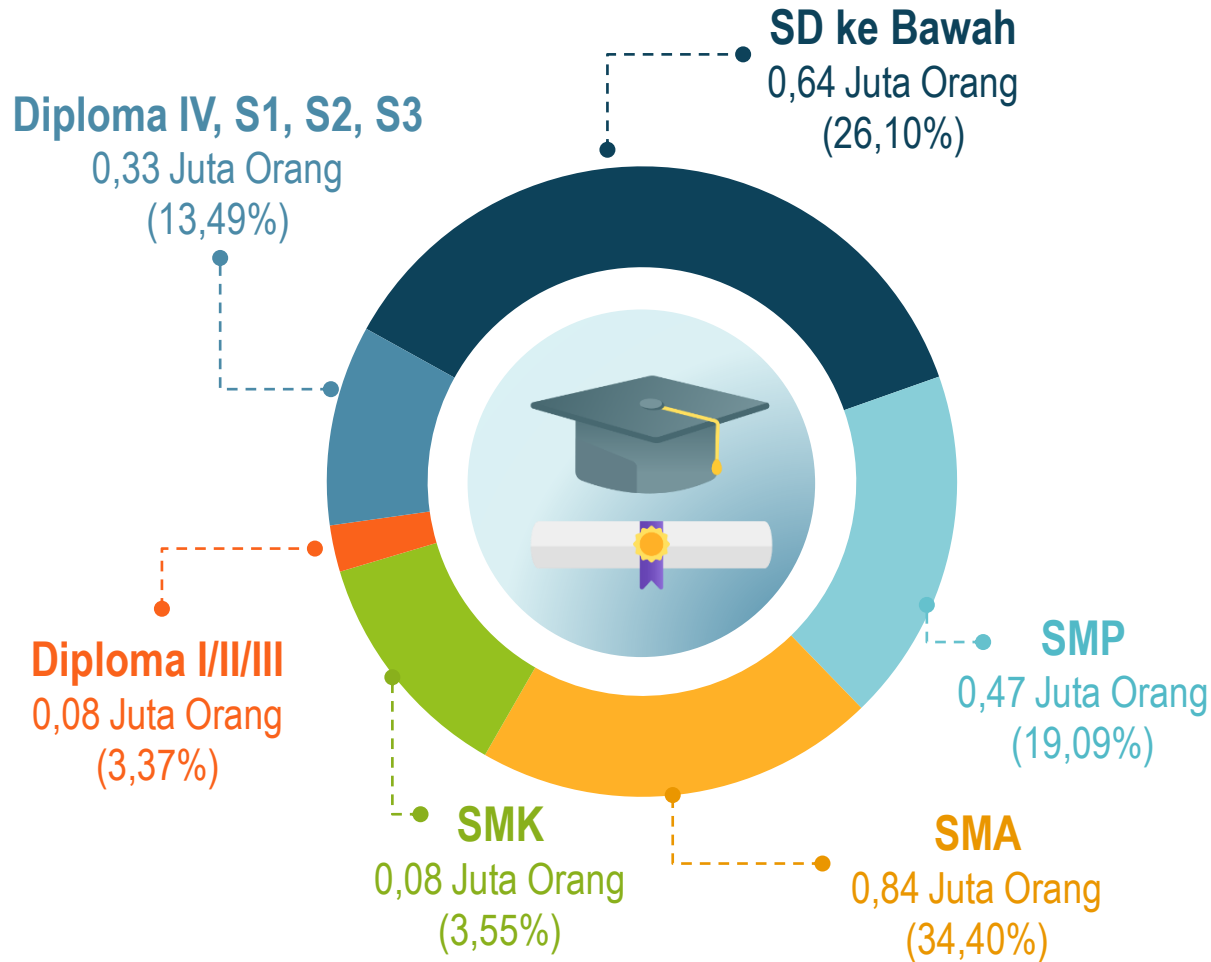 SD ke Bawah
0,64 Juta Orang
(26,10%)
Diploma IV, S1, S2, S3
0,33 Juta Orang
(13,49%)
Diploma I/II/III
0,08 Juta Orang
(3,37%)
SMP
0,47 Juta Orang
(19,09%)
SMK
0,08 Juta Orang
(3,55%)
SMA
0,84 Juta Orang
(34,40%)